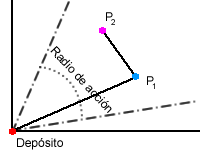 P2
Radio de acción
P1
Depósito